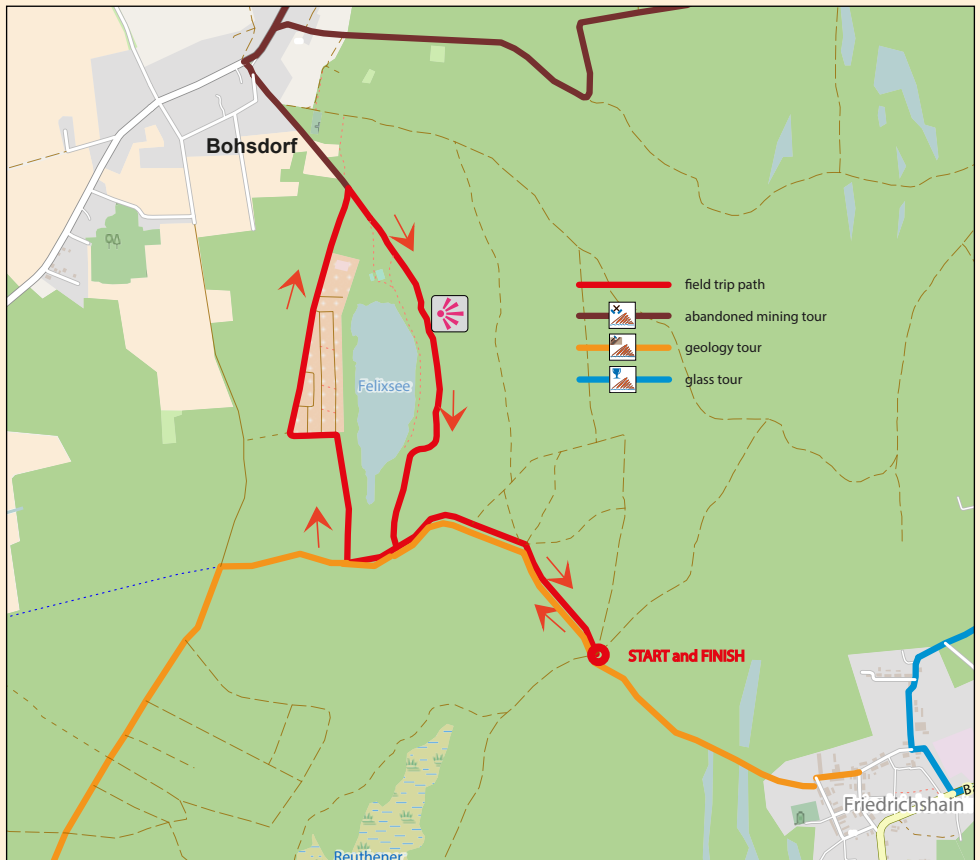 Bohsdorf
field trip path
abandoned mining tour
geology tour
glass tour
Felixsee
START and FINISH
Friedrichshain
Reuthener